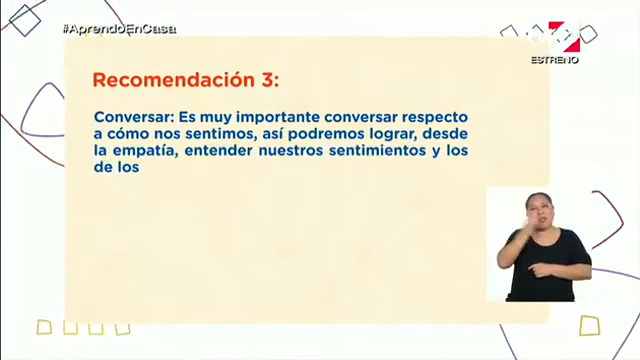 #AprendoEnCasa
ESTRENO
Recomendación 3:
Conversar: Es muy importante conversar respecto
a cómo nos sentimos, así podremos lograr, desde
la empatía, entender nuestros sentimientos y los
de los